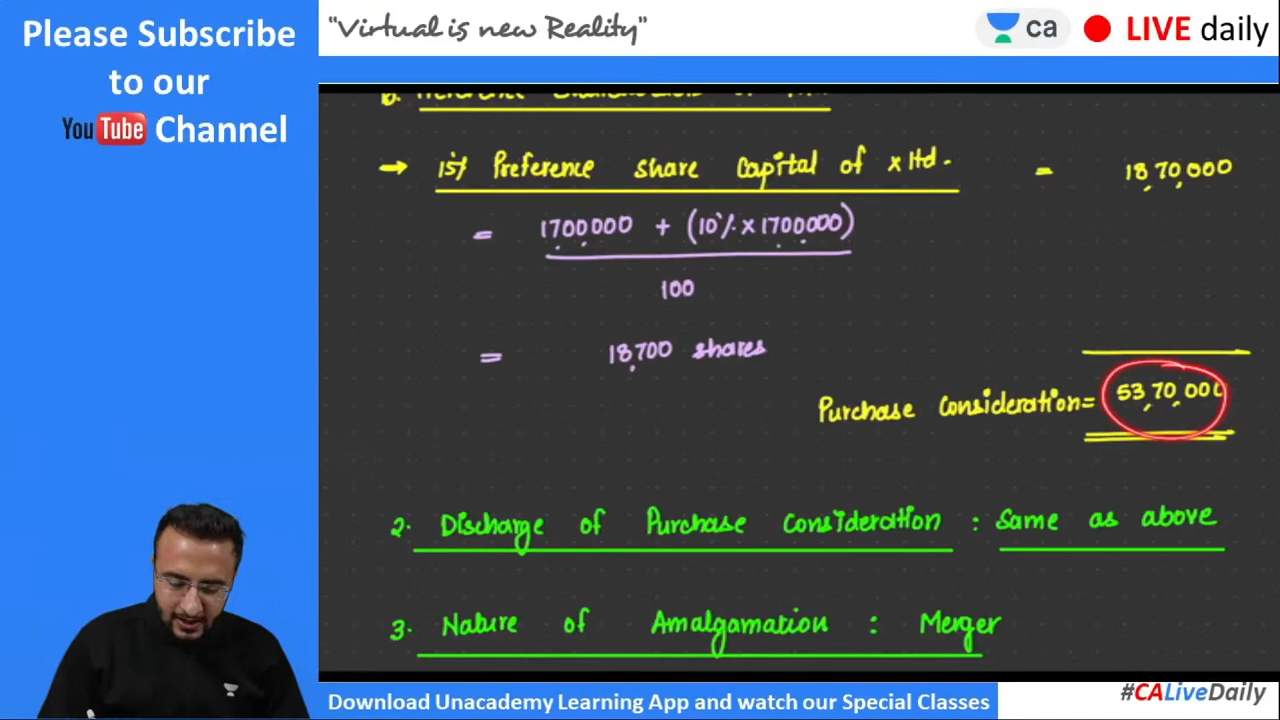 Please Subscribe
to our
YouTube Channel
"Virtual is new Reality"
ca
LIVE daily
→ 15% Preference share Capital of X Ltd. = 18,70,000
= 1700000 + (10% x 1700000)
100
= 18,700 shares
Purchase Consideration = 53,70,000
2. Discharge of Purchase Consideration : Same as above
3. Nature of Amalgamation : Merger
Download Unacademy Learning App and watch our Special Classes
#CALiveDaily